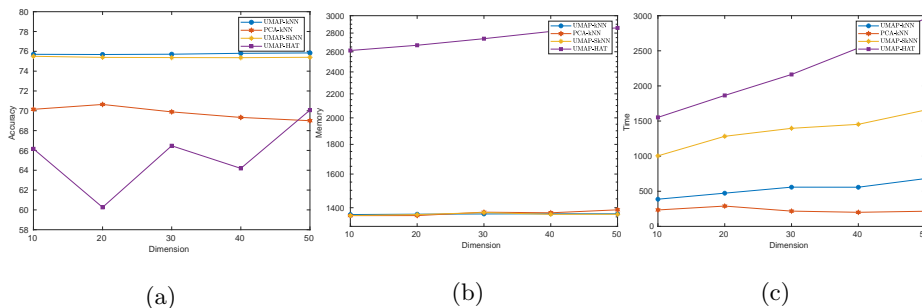 80
78
76
74
72
70
68
66
64
62
60
58
Accuracy
10 20 30 40 50
Dimension
UMAP-kNN
PCA-kNN
UMAP-SkNN
UMAP-HAT
(a)
3000
2800
2600
2400
2200
2000
1800
1600
1400
Memory
10 20 30 40 50
Dimension
UMAP-kNN
PCA-kNN
UMAP-SkNN
UMAP-HAT
(b)
3000
2500
2000
1500
1000
500
0
Time
10 20 30 40 50
Dimension
UMAP-kNN
PCA-kNN
UMAP-SkNN
UMAP-HAT
(c)